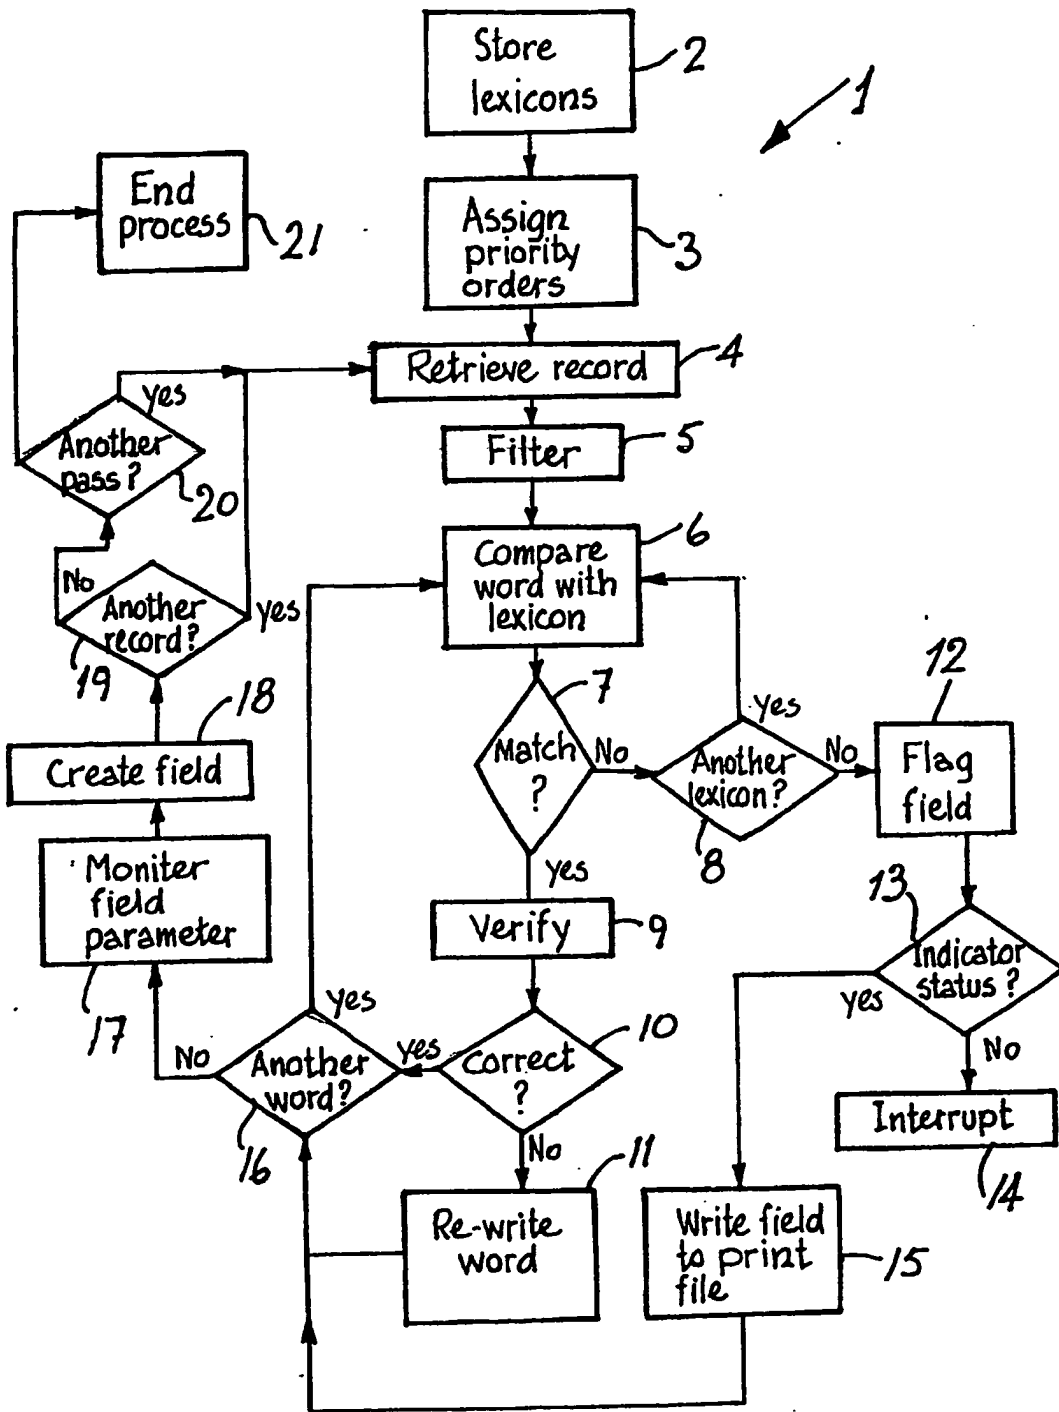 Store
lexicons
2
1
Assign
priority
orders
3
End
process
21
Retrieve record
4
Filter
5
yes
Another
pass?
20
Compare
word with
lexicon
6
No
Another
record?
yes
19
7
Match
?
No
yes
Another
lexicon?
8
No
12
Flag
field
18
Create field
Moniter
field
parameter
17
yes
Verify
9
13
Indicator
status?
yes
No
Interrupt
14
yes
Another
word?
No
16
yes
Correct
?
10
No
11
Re-write
word
Write field
to print
file
15